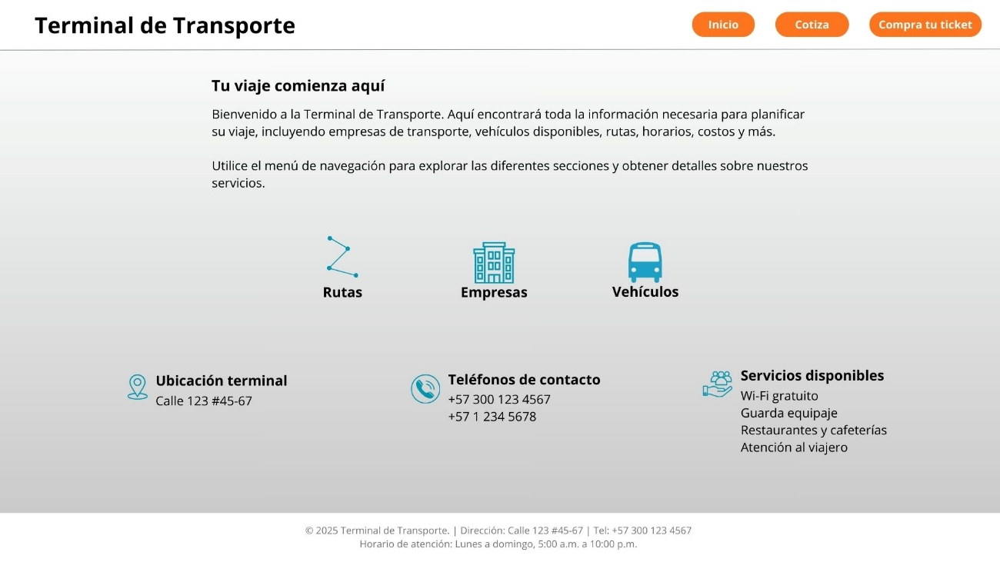 Terminal de Transporte
Inicio
Cotiza
Compra tu ticket
Tu viaje comienza aquí
Bienvenido a la Terminal de Transporte. Aquí encontrará toda la información necesaria para planificar
su viaje, incluyendo empresas de transporte, vehículos disponibles, rutas, horarios, costos y más.
Utilice el menú de navegación para explorar las diferentes secciones y obtener detalles sobre nuestros
servicios.
Rutas
Empresas
Vehículos
Ubicación terminal
Calle 123 #45-67
Teléfonos de contacto
+57 300 123 4567
+57 1 234 5678
Servicios disponibles
Wi-Fi gratuito
Guarda equipaje
Restaurantes y cafeterías
Atención al viajero
© 2025 Terminal de Transporte. | Dirección: Calle 123 #45-67 | Tel: +57 300 123 4567
Horario de atención: Lunes a domingo, 5:00 a.m. a 10:00 p.m.